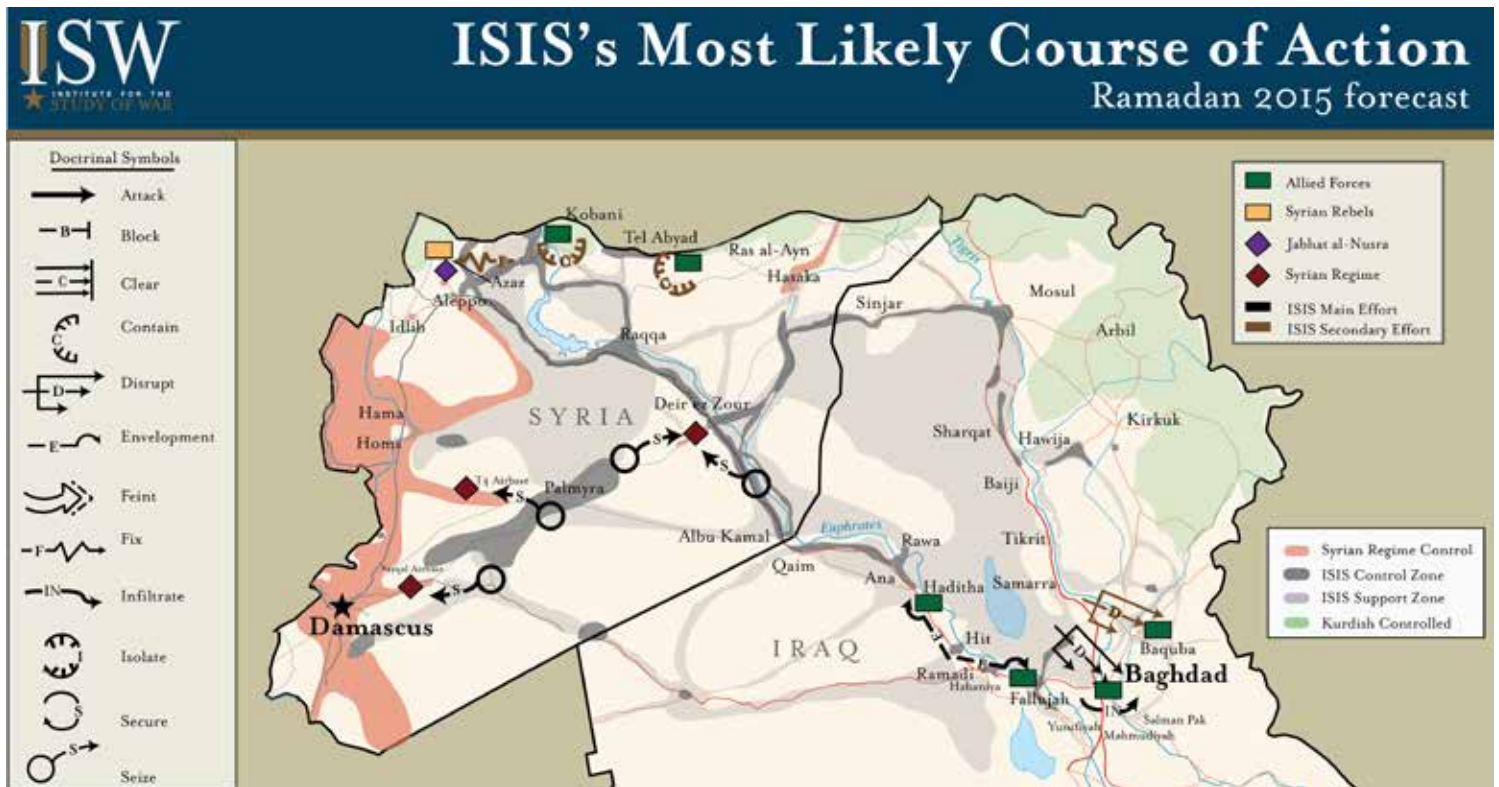 ISW
INSTITUTE FOR THE
STUDY OF WAR
ISIS's Most Likely Course of Action
Ramadan 2015 forecast
Doctrinal Symbols
Attack
B
Block
C
Clear
C
Contain
D
Disrupt
E
Envelopment
Feint
F
Fix
IN
Infiltrate
I
Isolate
S
Secure
S
Seize
Allied Forces
Syrian Rebels
Jabhat al-Nusra
Syrian Regime
ISIS Main Effort
ISIS Secondary Effort
Kobani
Tel Abyad
Ras al-Ayn
Hasaka
Azaz
Aleppo
Idlib
Raqqa
Sinjar
Tigris
Mosul
Arbil
Kirkuk
SYRIA
Deir ez Zour
Hama
Homs
T4 Airbase
Palmyra
Sharqat
Hawija
Baiji
Albu Kamal
Euphrates
Qaim
Rawa
Ana
Tikrit
Haditha
Samarra
Damascus
IRAQ
Hit
Ramadi
Habaniya
Fallujah
Baquba
Baghdad
Yusufiyah
Mahmudiyah
Salman Pak
C
C
F
S
S
S
S
D
D
F
F
IN
Syrian Regime Control
ISIS Control Zone
ISIS Support Zone
Kurdish Controlled